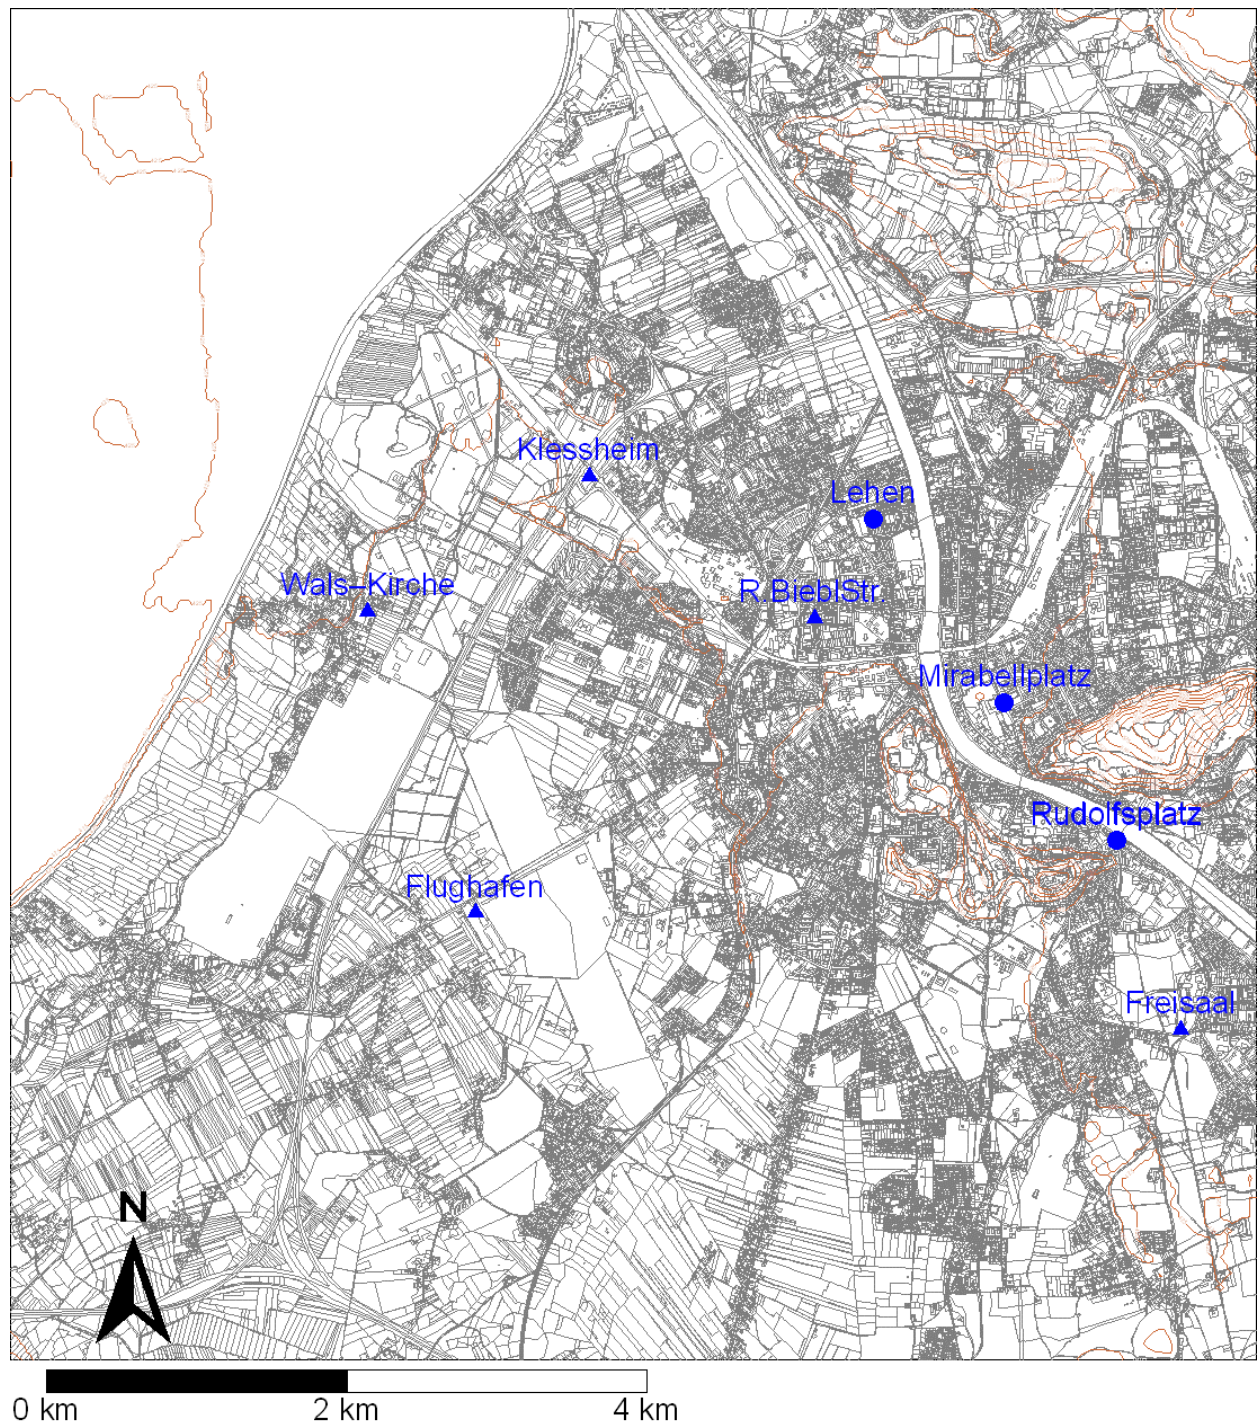 Klessheim
Lehen
Wals–Kirche
R.BieblStr.
Mirabellplatz
Rudolfsplatz
Flughafen
Freisaal
N
0 km 2 km 4 km